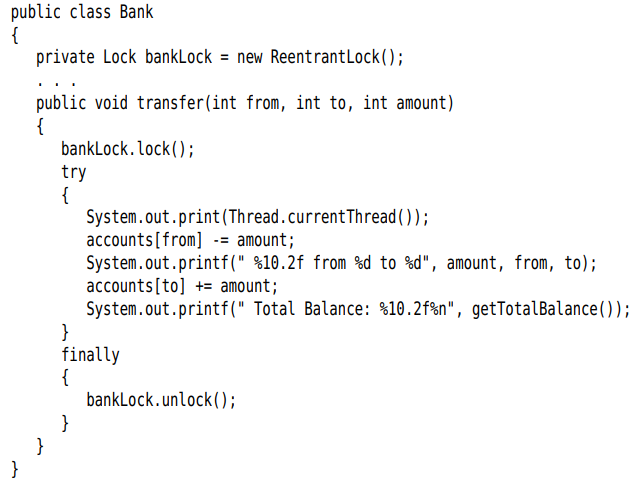 public class Bank
{
private Lock bankLock = new ReentrantLock();
. . .
public void transfer(int from, int to, int amount)
{
bankLock.lock();
try
{
System.out.print(Thread.currentThread());
accounts[from] -= amount;
System.out.printf(" %10.2f from %d to %d", amount, from, to);
accounts[to] += amount;
System.out.printf(" Total Balance: %10.2f%n", getTotalBalance());
}
finally
{
bankLock.unlock();
}
}
}